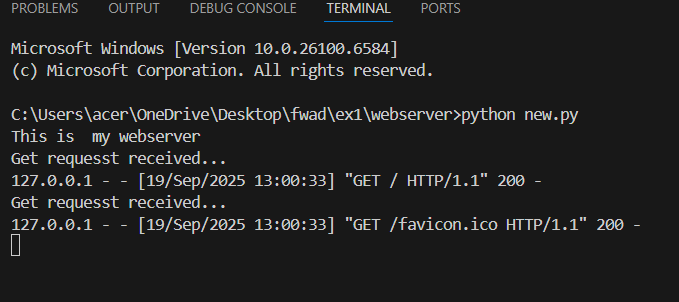 PROBLEMS OUTPUT DEBUG CONSOLE TERMINAL PORTS
Microsoft Windows [Version 10.0.26100.6584]
(c) Microsoft Corporation. All rights reserved.
C:\Users\acer\OneDrive\Desktop\fwad\ex1\webserver>python new.py
This is  my webserver
Get requesst received...
127.0.0.1 - - [19/Sep/2025 13:00:33] "GET / HTTP/1.1" 200 -
Get requesst received...
127.0.0.1 - - [19/Sep/2025 13:00:33] "GET /favicon.ico HTTP/1.1" 200 -